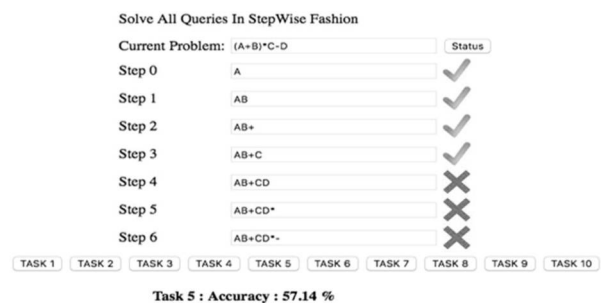 Solve All Queries In StepWise Fashion
Current Problem: (A+B)*C-D Status
Step 0 A
Step 1 AB
Step 2 AB+
Step 3 AB+C
Step 4 AB+CD
Step 5 AB+CD*
Step 6 AB+CD*-
TASK 1 TASK 2 TASK 3 TASK 4 TASK 5 TASK 6 TASK 7 TASK 8 TASK 9 TASK 10
Task 5 : Accuracy : 57.14 %